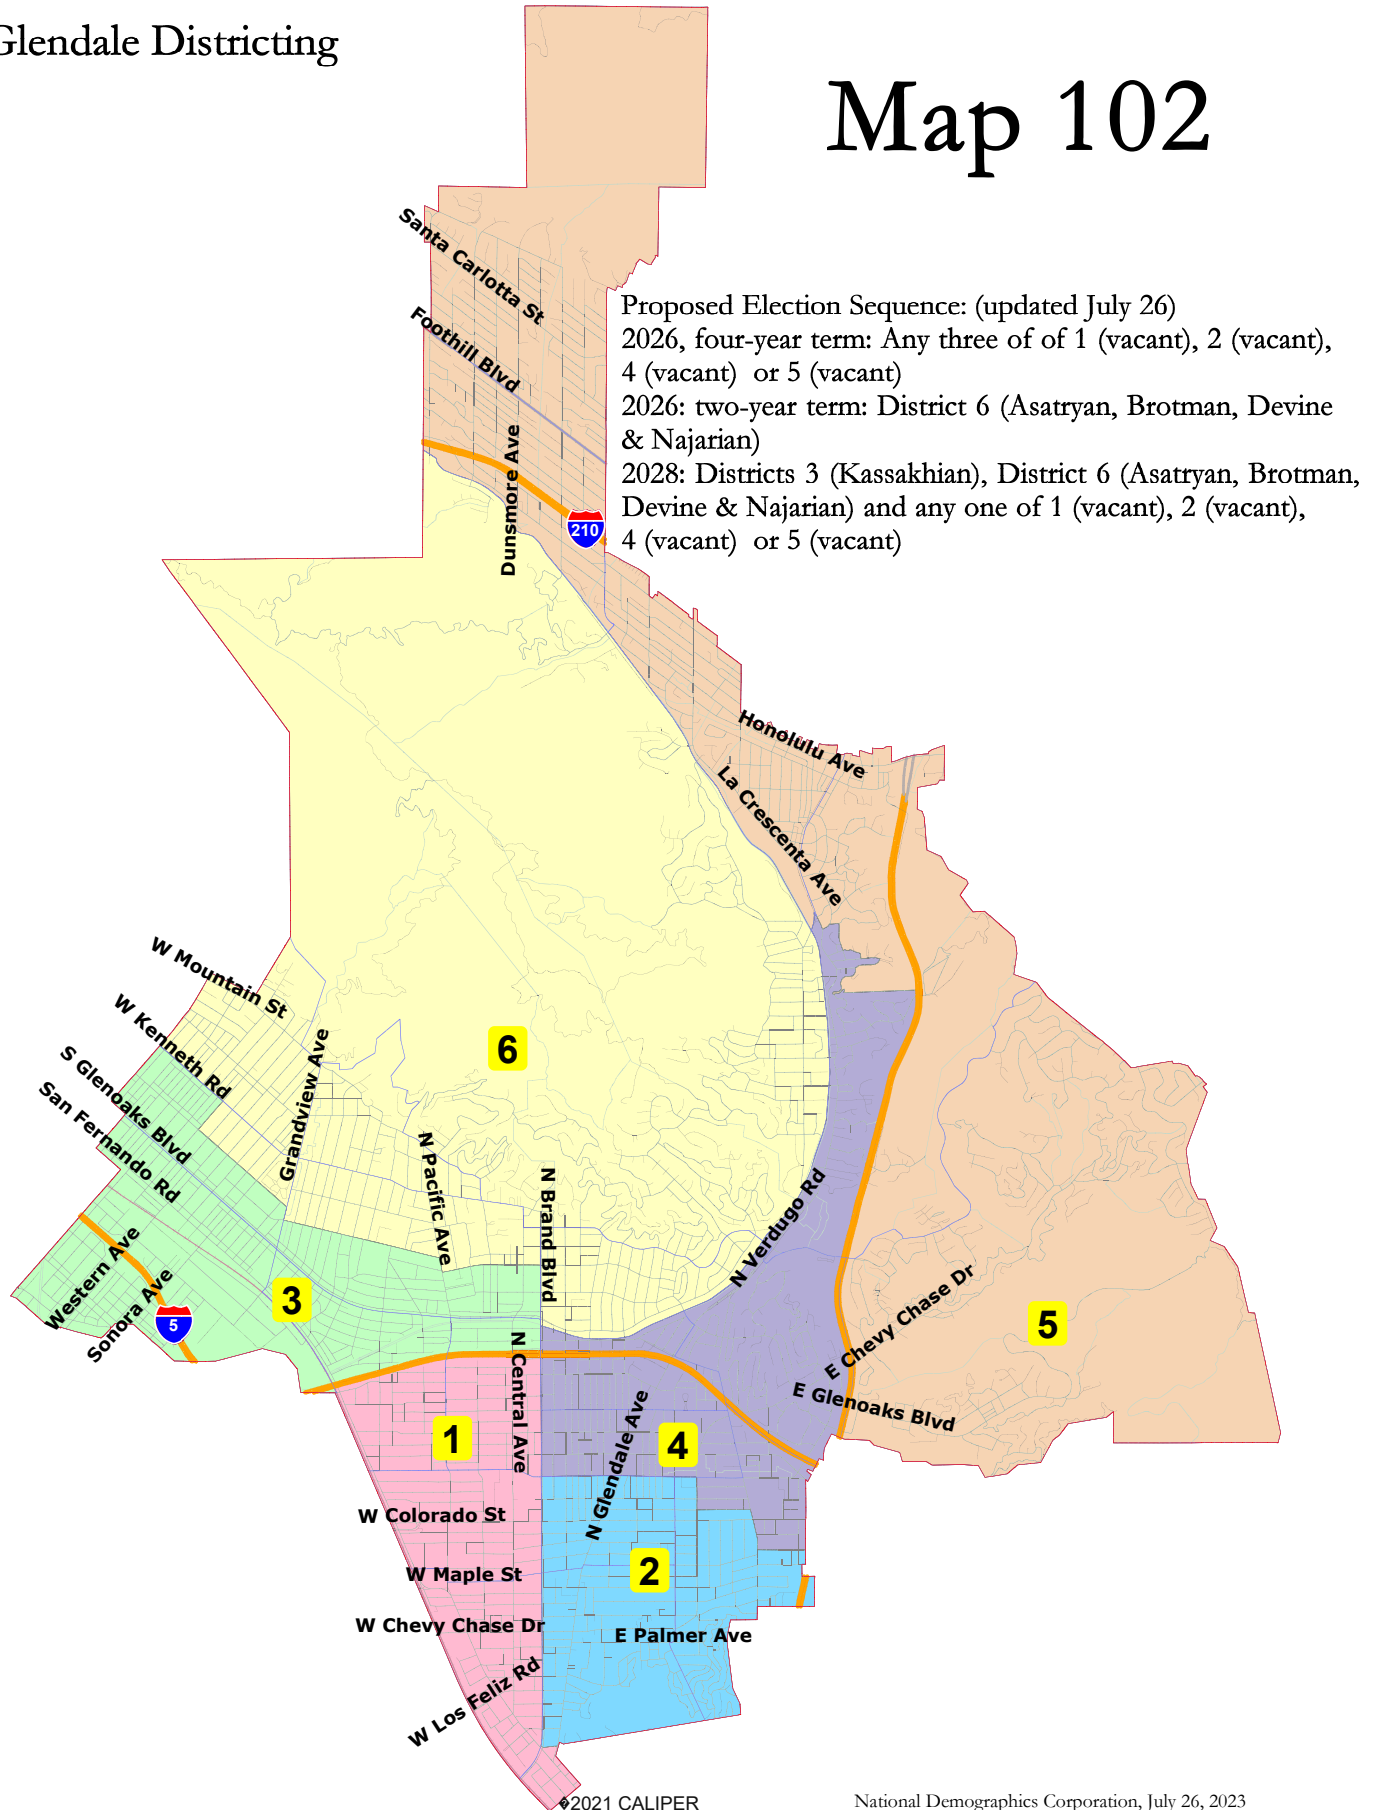 Glendale Districting
Map 102
Santa Carlotta St
Foothill Blvd
Proposed Election Sequence: (updated July 26)
2026, four-year term: Any three of of 1 (vacant), 2 (vacant),
4 (vacant) or 5 (vacant)
2026: two-year term: District 6 (Asatryan, Brotman, Devine
& Najarian)
2028: Districts 3 (Kassakhian), District 6 (Asatryan, Brotman,
Devine & Najarian) and any one of 1 (vacant), 2 (vacant),
4 (vacant) or 5 (vacant)
Dunsmore Ave
210
Honolulu Ave
La Crescenta Ave
W Mountain St
W Kenneth Rd
S Glenoaks Blvd
San Fernando Rd
Grandview Ave
6
N Pacific Ave
N Brand Blvd
N Verdugo Rd
Western Ave
Sonora Ave
5
3
E Chevy Chase Dr
5
E Glenoaks Blvd
N Central Ave
1
N Glendale Ave
4
W Colorado St
W Maple St
2
W Chevy Chase Dr
E Palmer Ave
W Los Feliz Rd
�2021 CALIPER
National Demographics Corporation, July 26, 2023